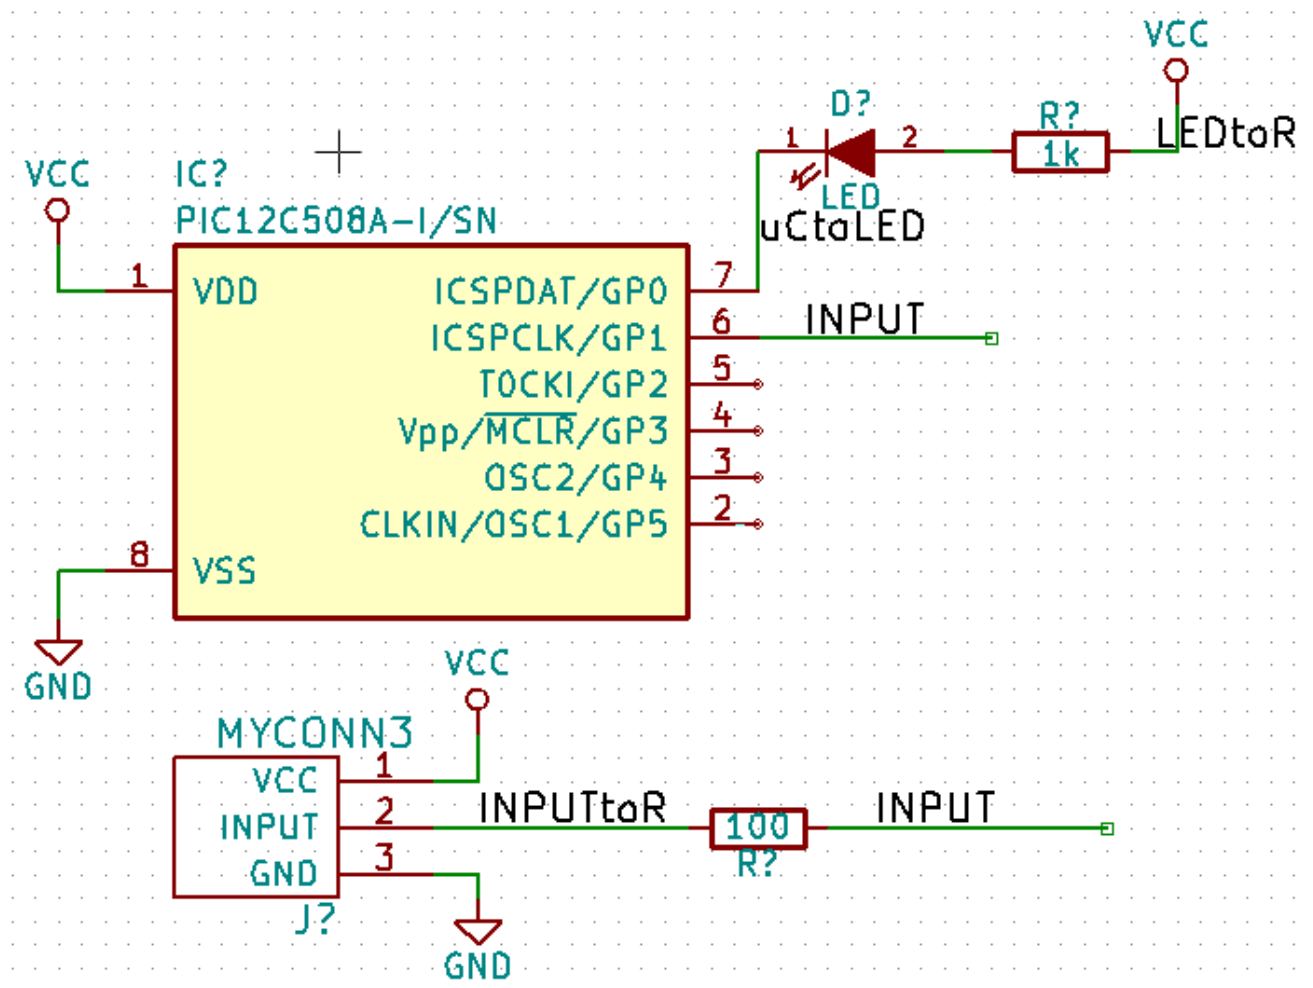 VCC
D?
R?
LEDtoR
1
2
1k
VCC
IC?
LED
PIC12C508A-I/SN
uCtoLED
1
VDD
ICSPDAT/GP0
7
INPUT
ICSPCLK/GP1
6
T0CKI/GP2
5
Vpp/MCLR/GP3
4
OSC2/GP4
3
CLKIN/OSC1/GP5
2
8
VSS
GND
VCC
MYCONN3
VCC
1
INPUT
2
INPUTtoR
100
INPUT
R?
GND
3
J?
GND